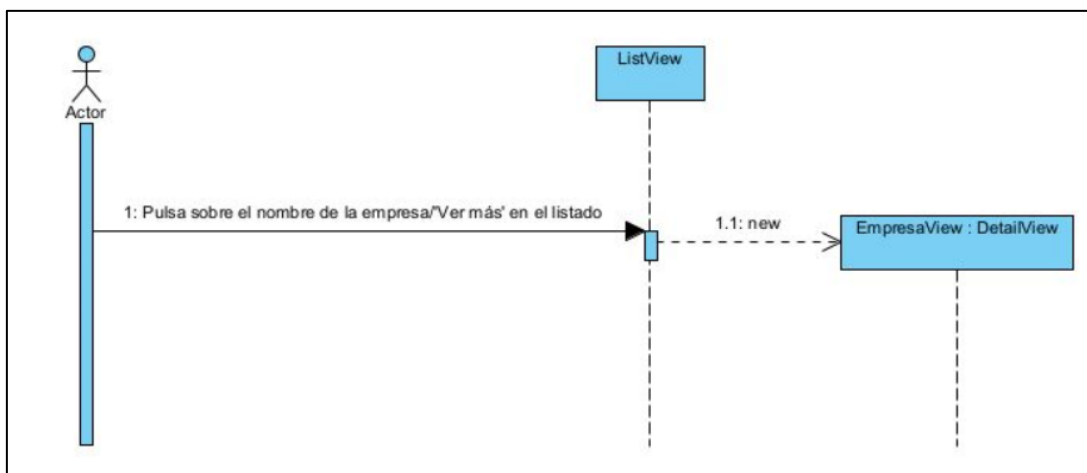 ListView
Actor
1: Pulsa sobre el nombre de la empresa/'Ver más' en el listado
1.1: new
EmpresaView : DetailView